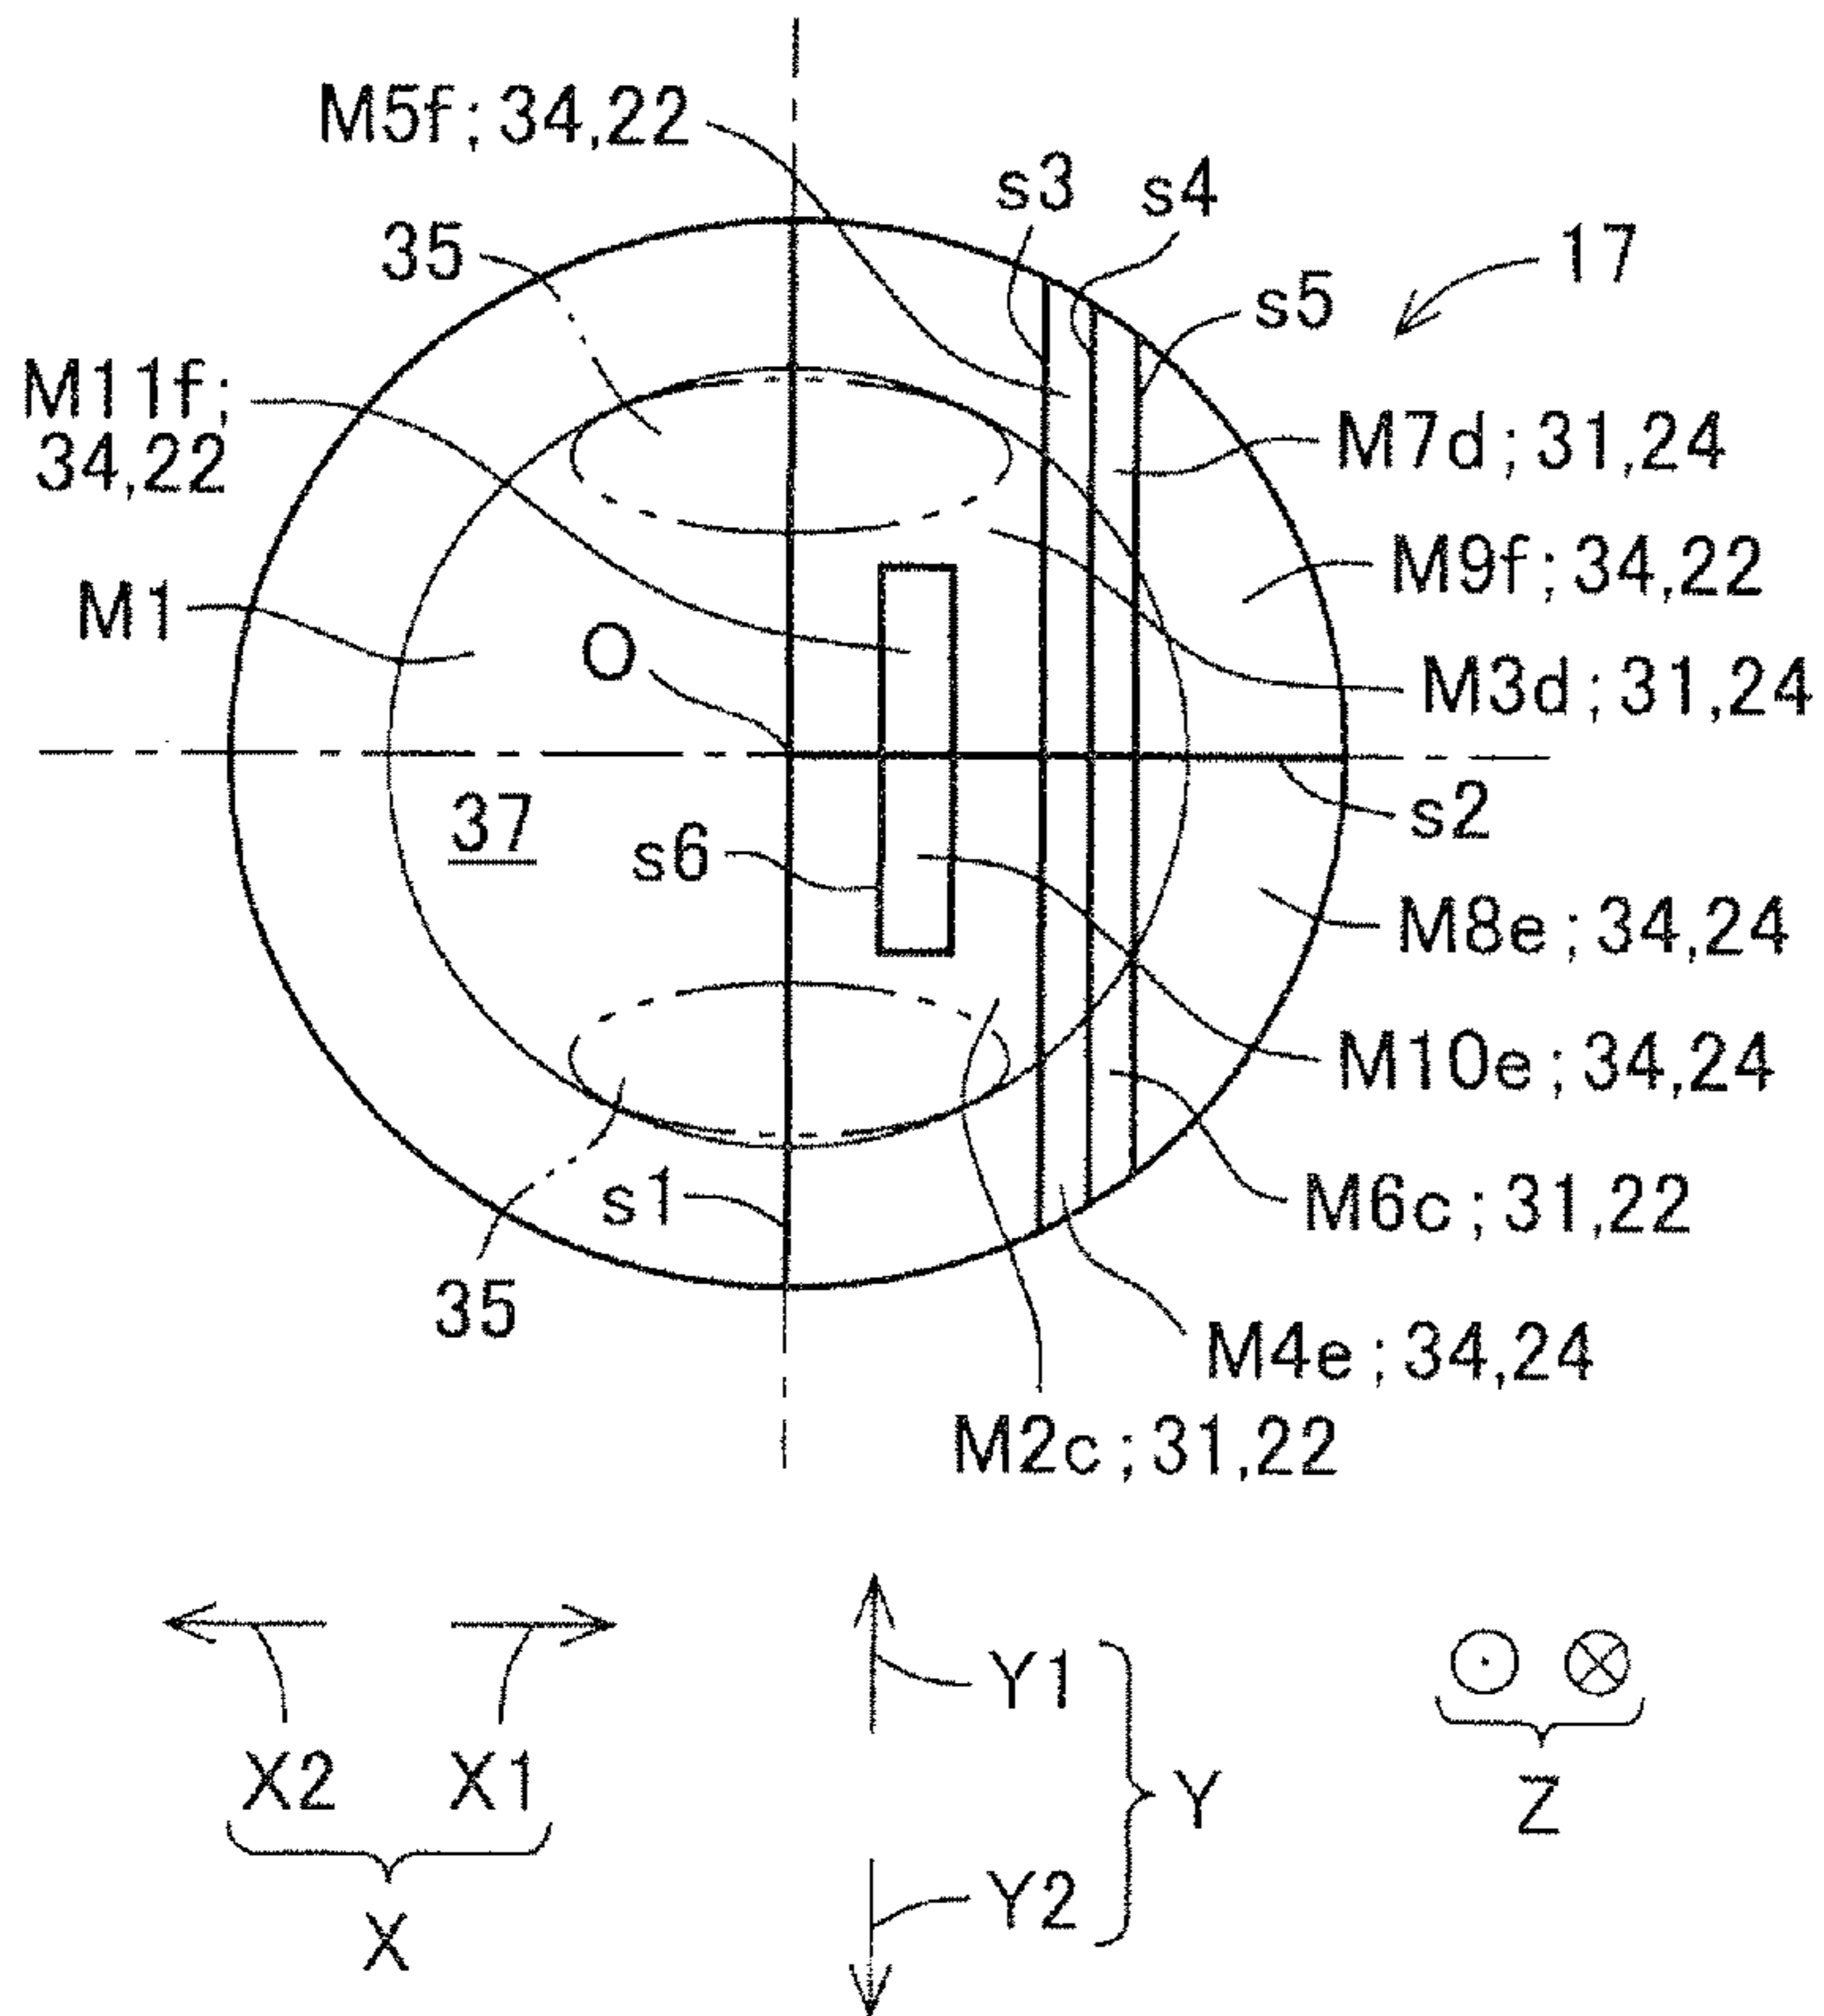 M5f; 34,22
s3
s4
35
17
s5
M11f;
34,22
M7d; 31,24
M9f; 34,22
M1
O
M3d; 31,24
37
s6
s2
M8e; 34,24
M10e; 34,24
s1
M6c; 31,22
35
M4e; 34,24
M2c; 31,22
Y1
X2
X1
Y
Z
Y2
X